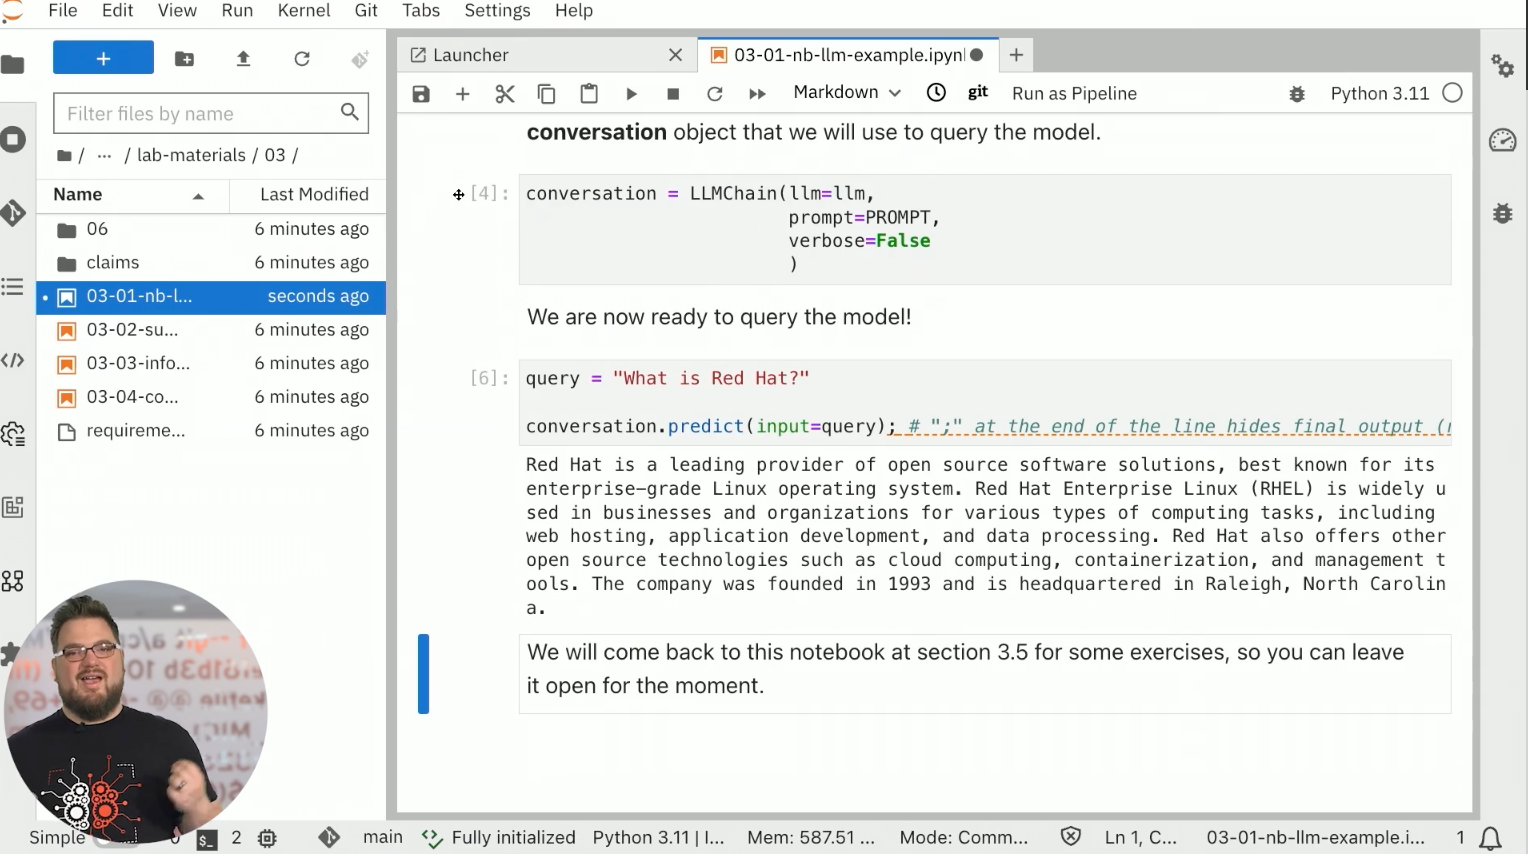 File Edit View Run Kernel Git Tabs Settings Help
Launcher
03-01-nb-llm-example.ipynb
Markdown
git
Run as Pipeline
Python 3.11
Filter files by name
/ ... / lab-materials / 03 /
Name Last Modified
06 6 minutes ago
claims 6 minutes ago
03-01-nb-l... seconds ago
03-02-su... 6 minutes ago
03-03-info... 6 minutes ago
03-04-co... 6 minutes ago
requireme... 6 minutes ago
conversation object that we will use to query the model.
[4]: conversation = LLMChain(llm=llm,
prompt=PROMPT,
verbose=False
)
We are now ready to query the model!
[6]: query = "What is Red Hat?"
conversation.predict(input=query); # ";" at the end of the line hides final output (
Red Hat is a leading provider of open source software solutions, best known for its
enterprise-grade Linux operating system. Red Hat Enterprise Linux (RHEL) is widely u
sed in businesses and organizations for various types of computing tasks, including
web hosting, application development, and data processing. Red Hat also offers other
open source technologies such as cloud computing, containerization, and management t
ools. The company was founded in 1993 and is headquartered in Raleigh, North Carolin
a.
We will come back to this notebook at section 3.5 for some exercises, so you can leave
it open for the moment.
Simple 0 2 main Fully initialized Python 3.11 | I... Mem: 587.51 ... Mode: Comm... Ln 1, C... 03-01-nb-llm-example.i... 1